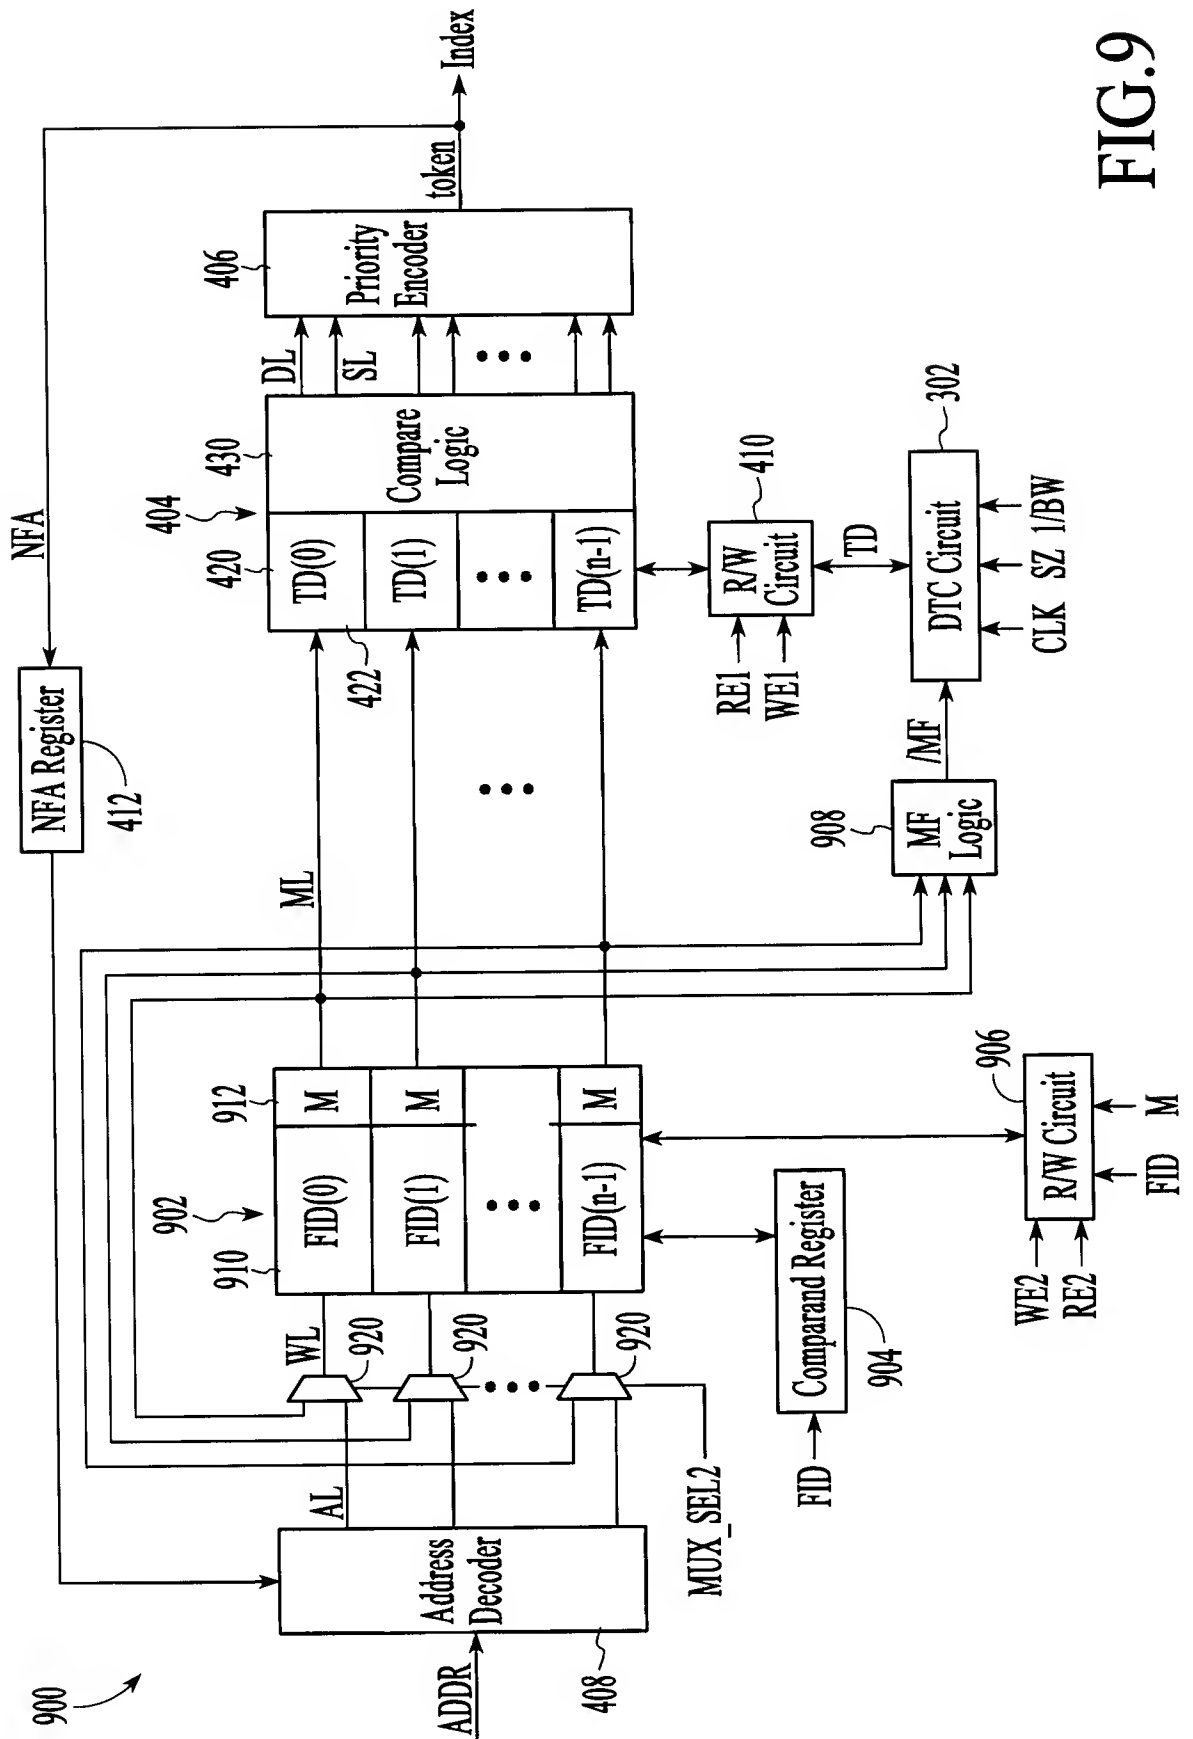 FIG.9
900
NFA
NFA Register
412
ADDR
Address
Decoder
408
AL
WL
920
920
920
MUX_SEL2
902
910
912
FID(0)
M
FID(1)
M
FID(n-1)
M
FID
Comparand Register
904
WE2
RE2
R/W Circuit
906
FID
M
ML
404
420
430
TD(0)
TD(1)
TD(n-1)
422
Compare
Logic
DL
SL
406
Priority
Encoder
token
Index
RE1
WE1
R/W
Circuit
410
TD
908
MF
Logic
/MF
DTC Circuit
302
CLK
SZ
1/BW